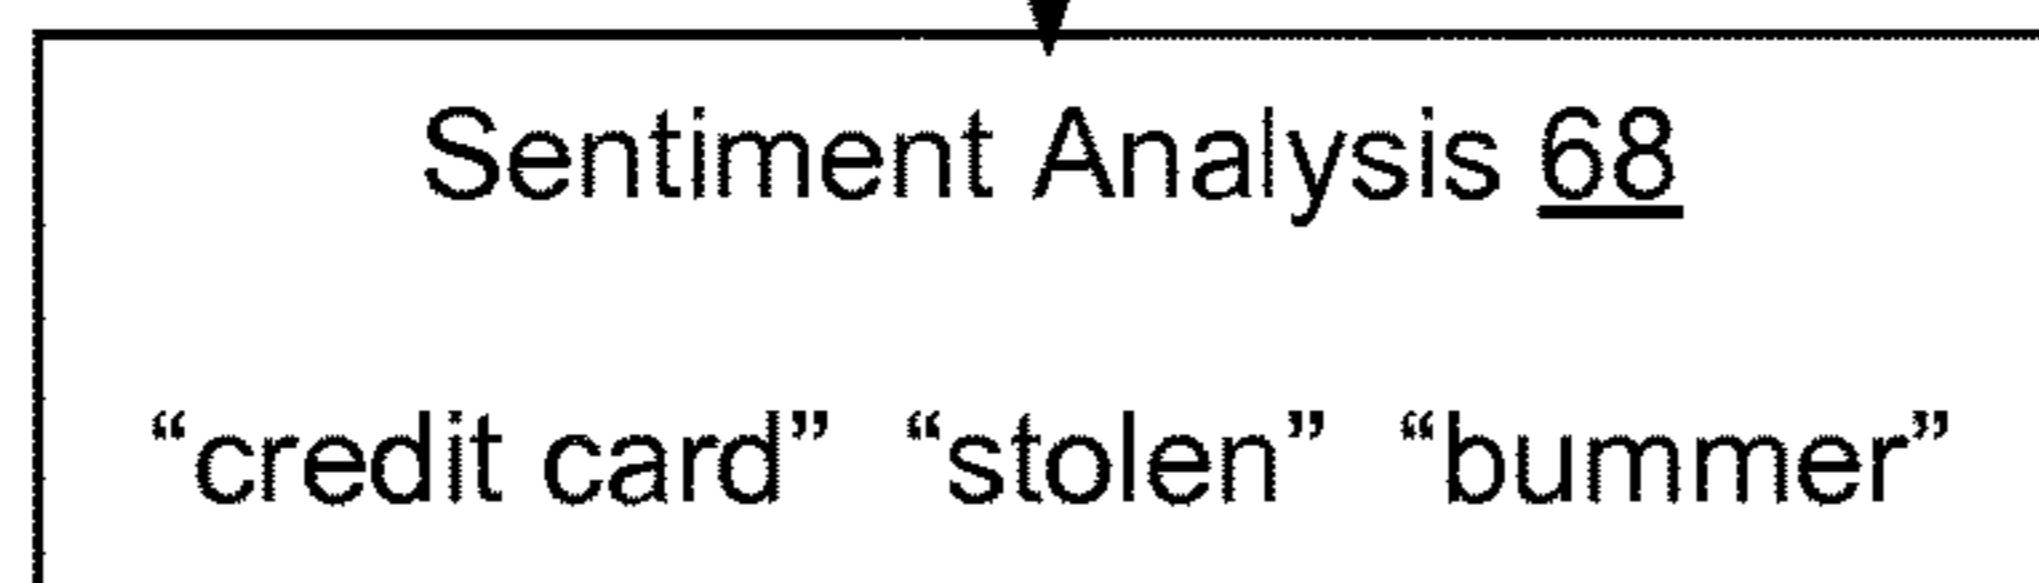 Sentiment Analysis 68
“credit card” “stolen” “bummer”